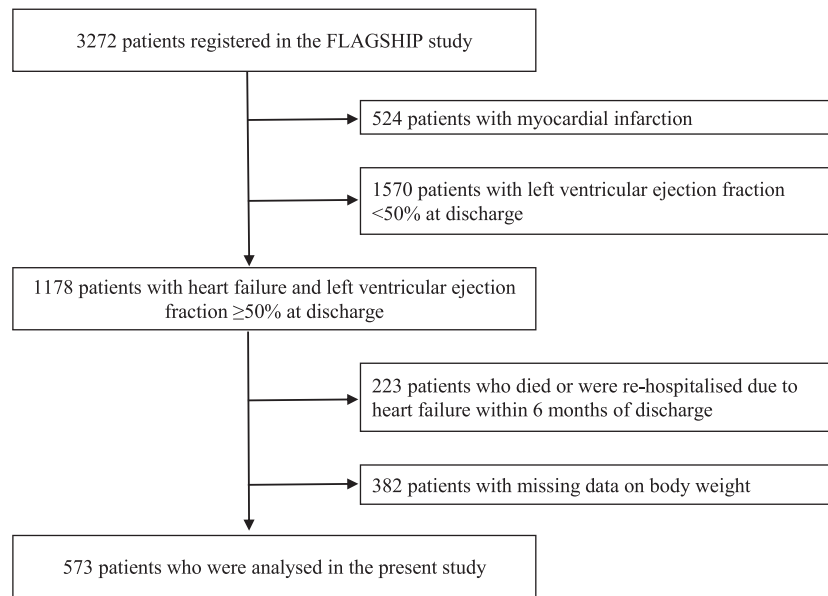 3272 patients registered in the FLAGSHIP study
524 patients with myocardial infarction
1570 patients with left ventricular ejection fraction
<50% at discharge
1178 patients with heart failure and left ventricular ejection
fraction ≥50% at discharge
223 patients who died or were re-hospitalised due to
heart failure within 6 months of discharge
382 patients with missing data on body weight
573 patients who were analysed in the present study